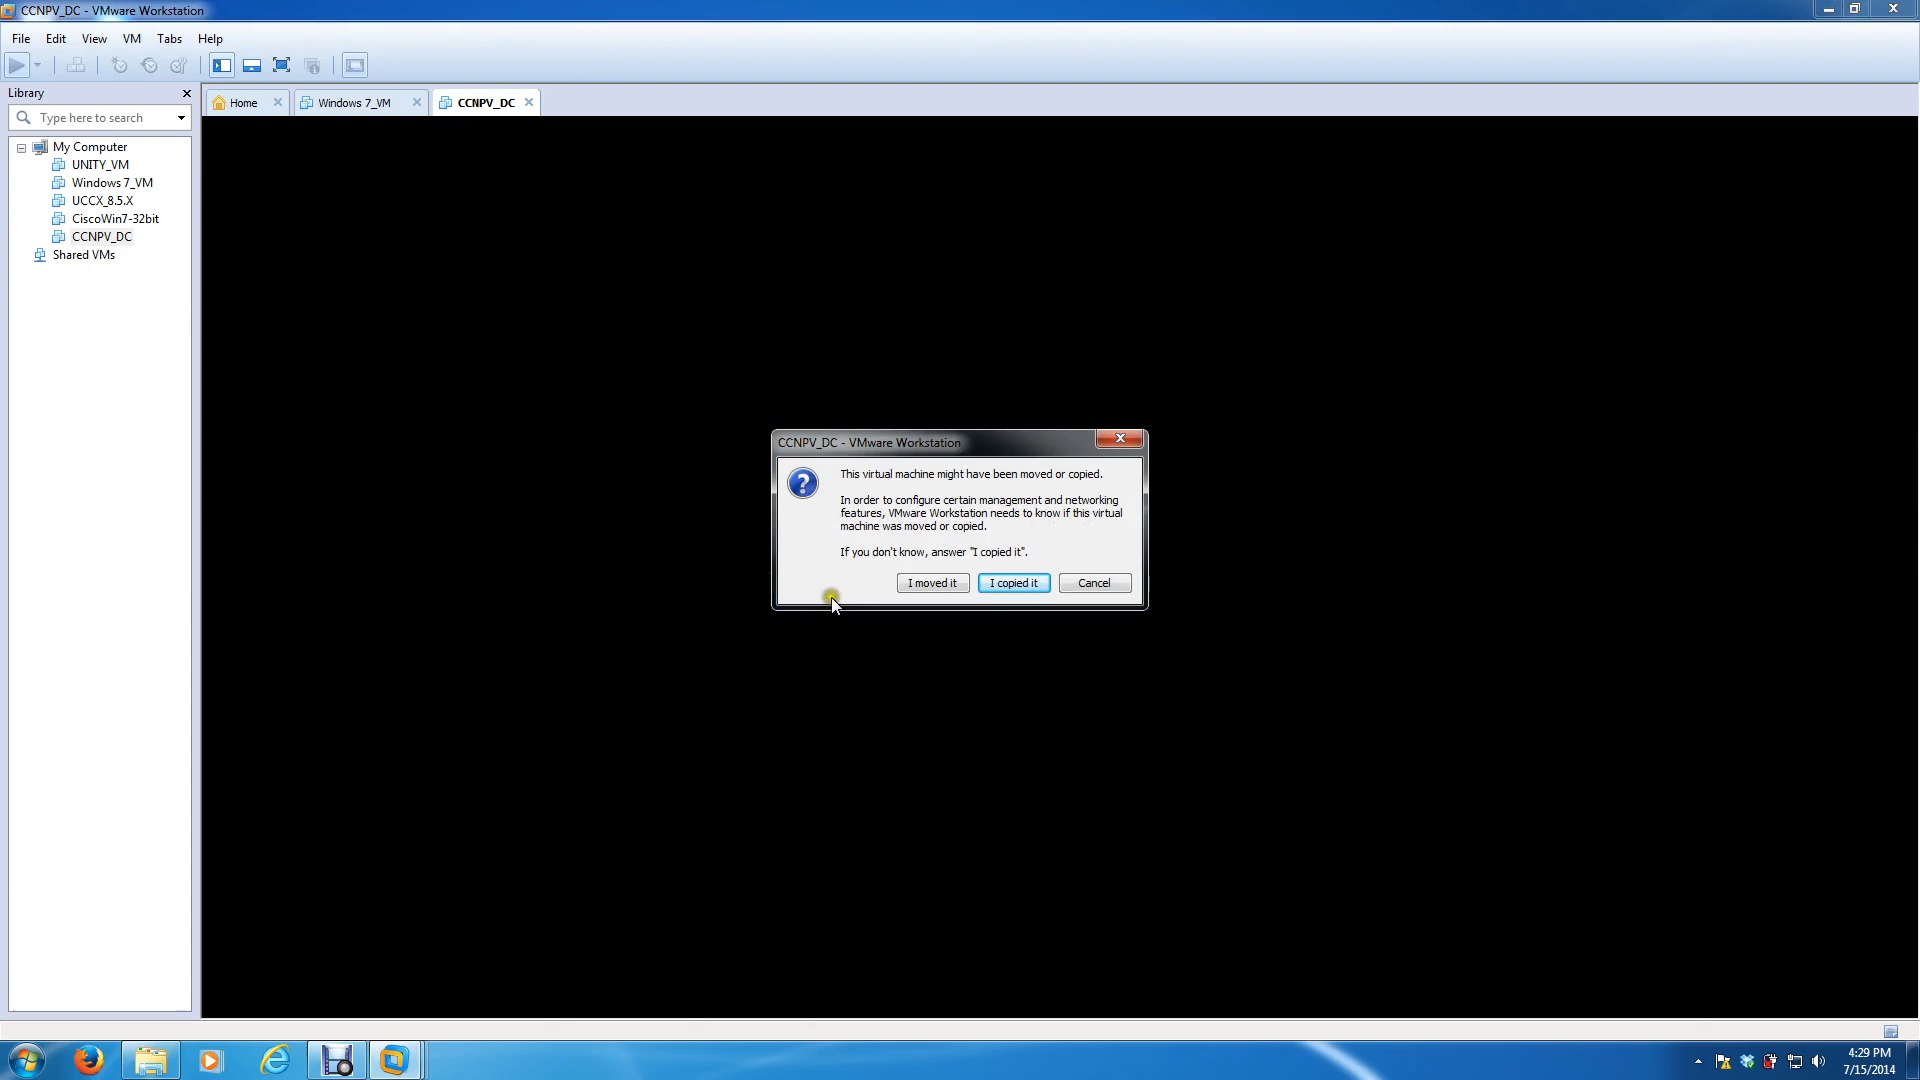 CCNPV_DC - VMware Workstation
File Edit View VM Tabs Help
Library
Type here to search
Home
Windows 7_VM
CCNPV_DC
My Computer
UNITY_VM
Windows 7_VM
UCCX_8.5.X
CiscoWin7-32bit
CCNPV_DC
Shared VMs
CCNPV_DC - VMware Workstation
This virtual machine might have been moved or copied.
In order to configure certain management and networking
features, VMware Workstation needs to know if this virtual
machine was moved or copied.
If you don't know, answer "I copied it".
I moved it I copied it Cancel
4:29 PM
7/15/2014